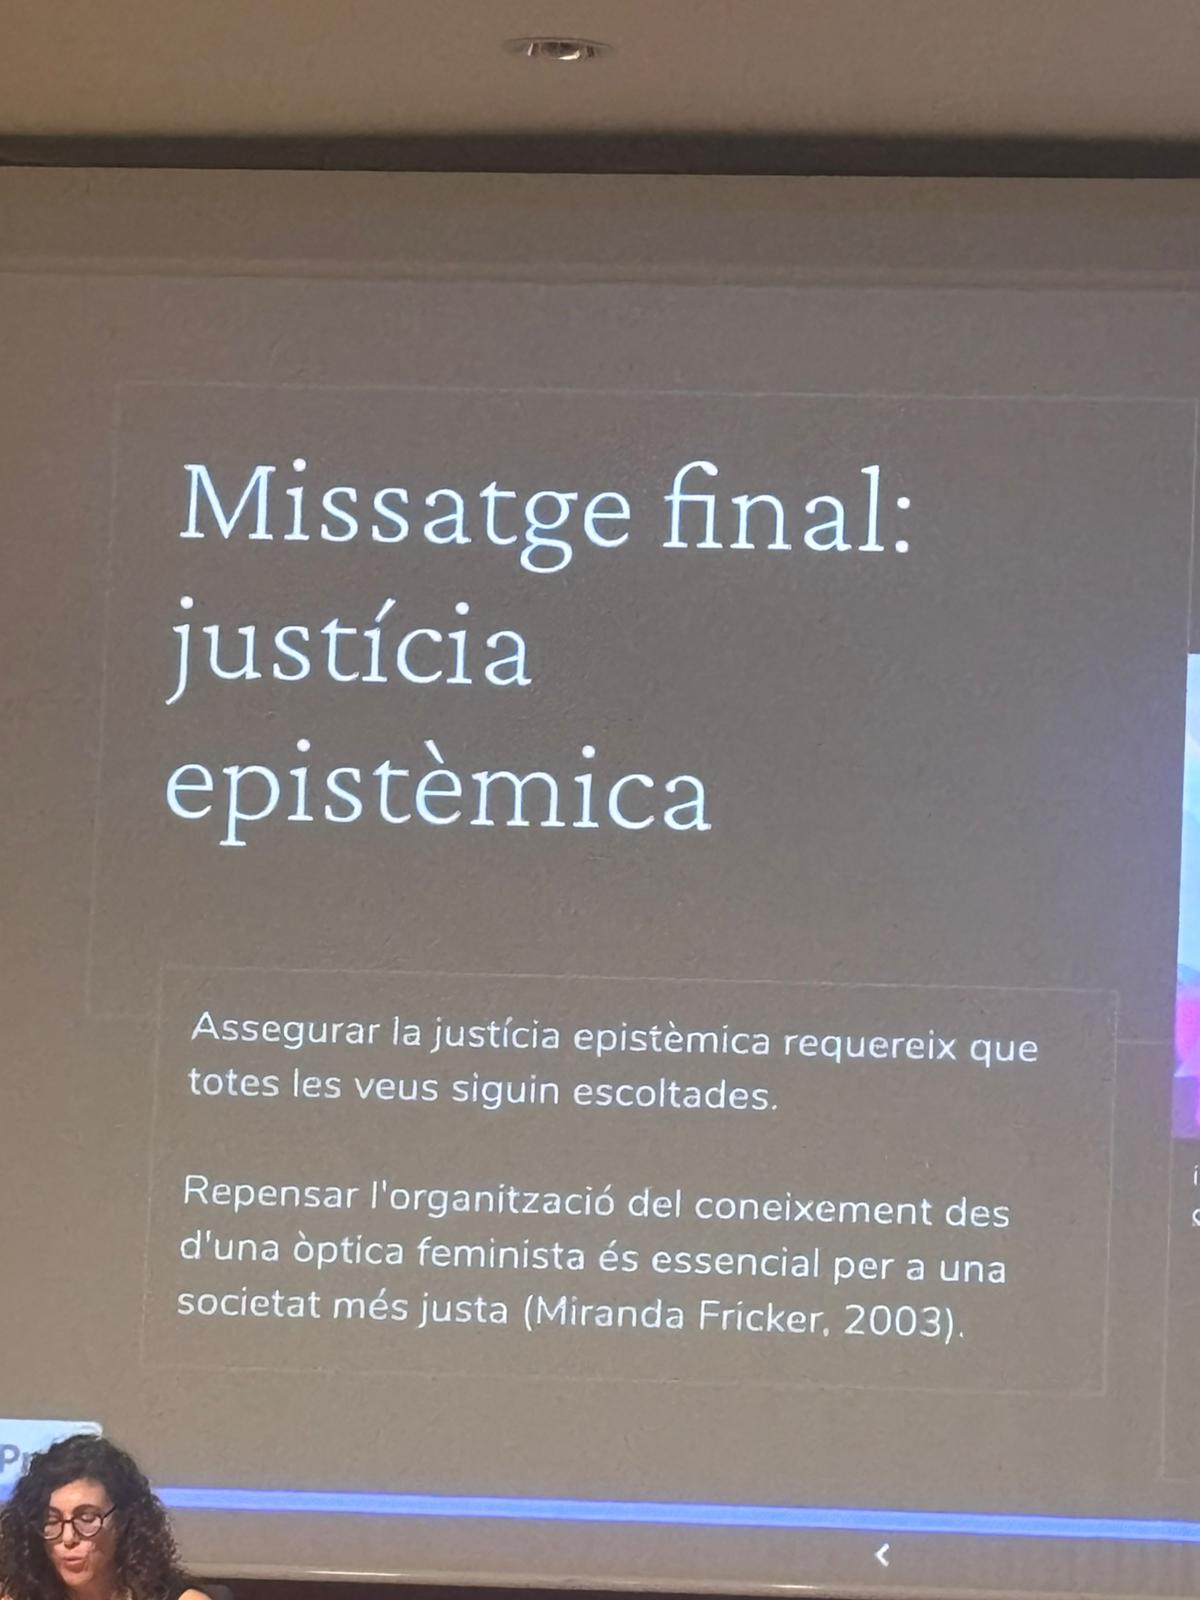 Missatge final:
justícia
epistèmica
Assegurar la justícia epistèmica requereix que
totes les veus siguin escoltades.
Repensar l'organització del coneixement des
d'una òptica feminista és essencial per a una
societat més justa (Miranda Fricker, 2003).